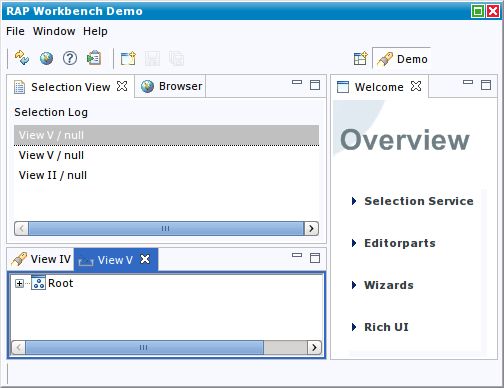 RAP Workbench Demo
File Window Help
Demo
Selection View Browser
Selection Log
View V / null
View V / null
View II / null
View IV View V
Root
Welcome
Overview
Selection Service
Editorparts
Wizards
Rich UI